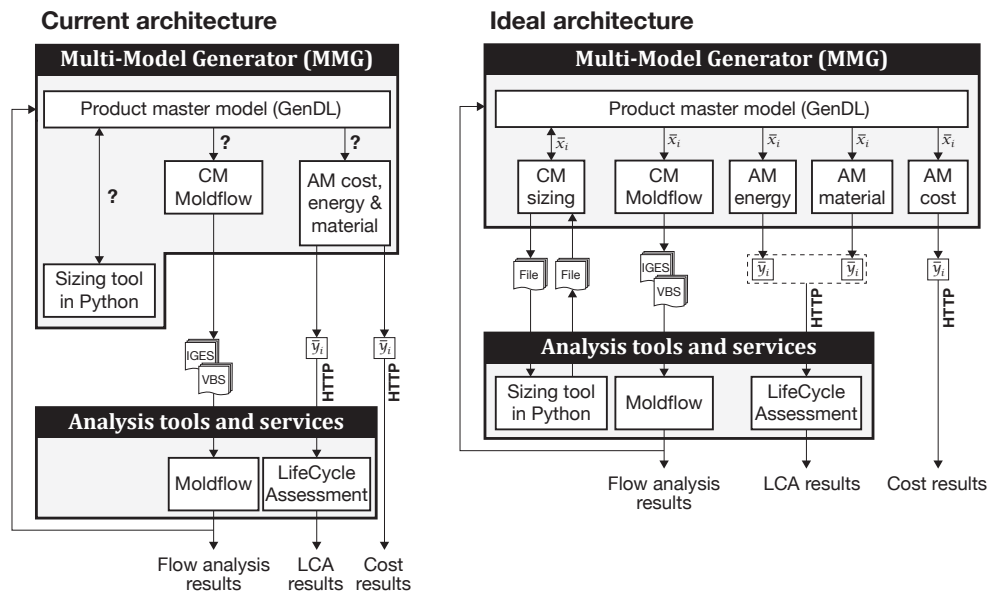 Current architecture
Multi-Model Generator (MMG)
Product master model (GenDL)
?
?
?
CM
Moldflow
AM cost,
energy &
material
Sizing tool
in Python
IGES
VBS
ȳᵢ
HTTP
ȳᵢ
HTTP
Analysis tools and services
Moldflow
LifeCycle
Assessment
Flow analysis
results
LCA
results
Cost
results
Ideal architecture
Multi-Model Generator (MMG)
Product master model (GenDL)
x̄ᵢ
x̄ᵢ
x̄ᵢ
x̄ᵢ
x̄ᵢ
CM
sizing
CM
Moldflow
AM
energy
AM
material
AM
cost
File
File
IGES
VBS
ȳᵢ
ȳᵢ
ȳᵢ
HTTP
HTTP
Analysis tools and services
Sizing tool
in Python
Moldflow
LifeCycle
Assessment
Flow analysis
results
LCA results
Cost results